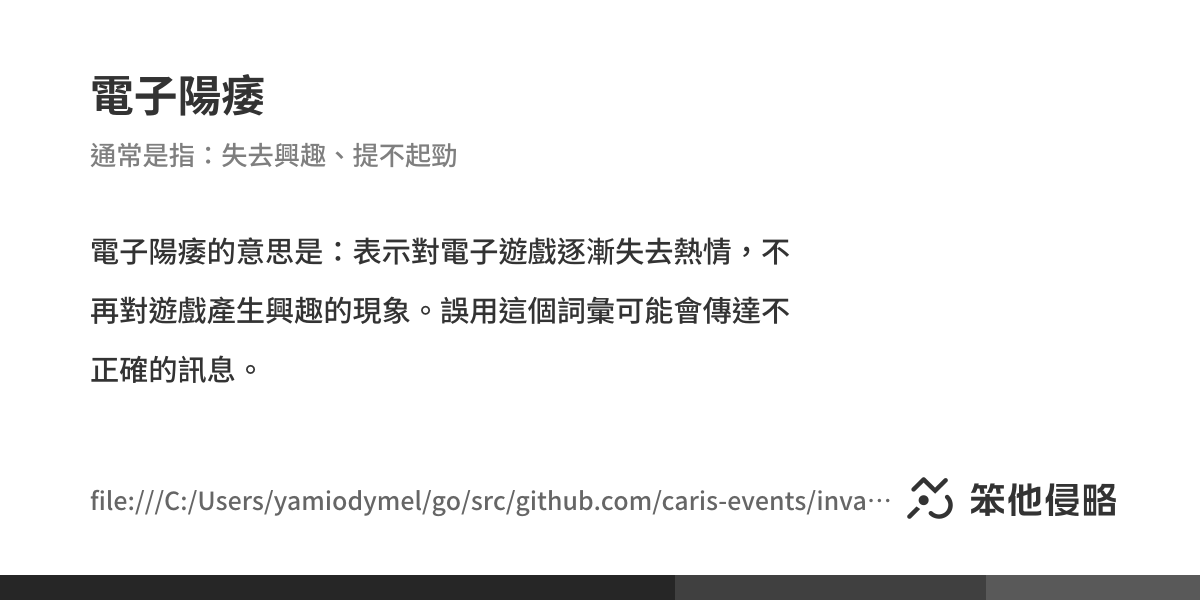 電子陽痿
通常是指：失去興趣、提不起勁
電子陽痿的意思是：表示對電子遊戲逐漸失去熱情，不
再對遊戲產生興趣的現象。誤用這個詞彙可能會傳達不
正確的訊息。
file:///C:/Users/yamiodymel/go/src/github.com/caris-events/inva⋯
笨他侵略